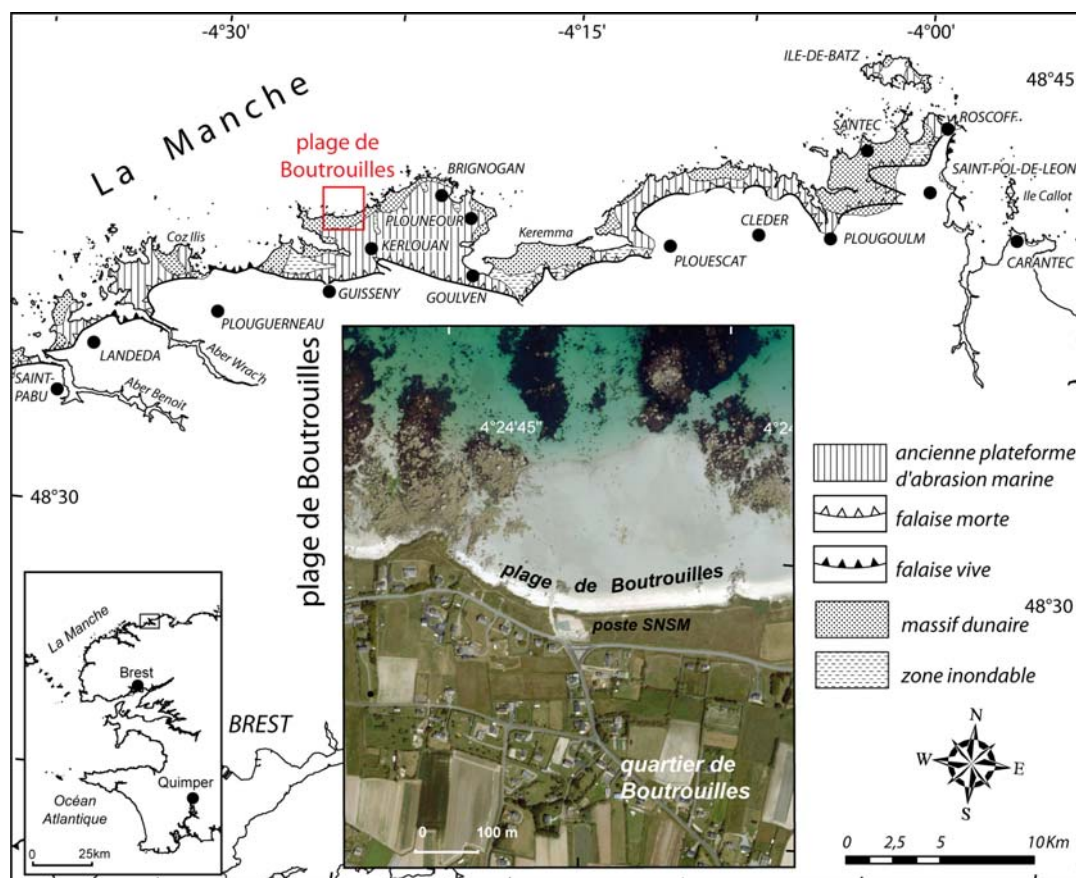 -4°30'
-4°15'
-4°00'
ILE-DE-BATZ
48°45
La Manche
SANTEC
ROSCOFF
plage de
Boutrouilles
BRIGNOGAN
SAINT-POL-DE-LEON
Ile Callot
PLOUNEOUR
Coz Ilis
KERLOUAN
Keremma
CLEDER
PLOUGOULM
PLOUESCAT
CARANTEC
GUISSENY
GOULVEN
PLOUGUERNEAU
LANDEDA
Aber Wrac'h
SAINT-
PABU
Aber Benoit
plage de Boutrouilles
4°24'45"
4°24
48°30
plage de Boutrouilles
poste SNSM
quartier de
Boutrouilles
0 100 m
ancienne plateforme
d'abrasion marine
falaise morte
falaise vive
48°30
massif dunaire
zone inondable
La Manche
Brest
BREST
Quimper
Océan
Atlantique
0 25km
N
W E
S
0 2,5 5 10 Km